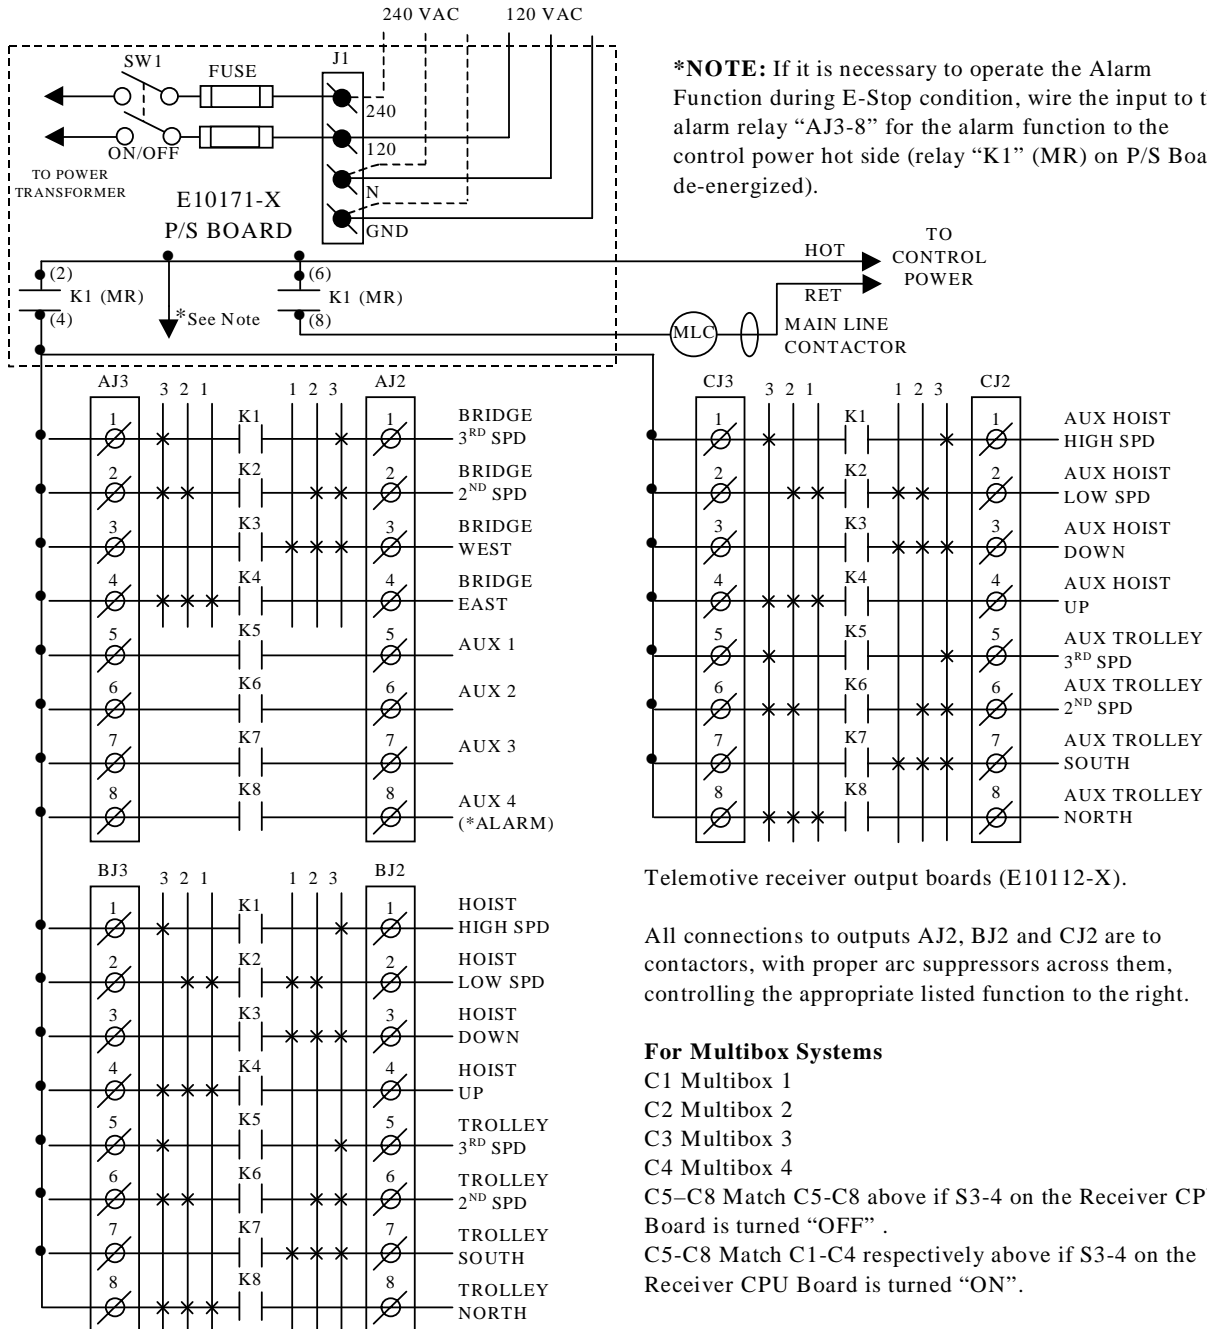 240 VAC 120 VAC
SW1
FUSE
J1
240
120
N
GND
ON/OFF
TO POWER
TRANSFORMER
E10171-X
P/S BOARD
*NOTE: If it is necessary to operate the Alarm
Function during E-Stop condition, wire the input to t
alarm relay “AJ3-8” for the alarm function to the
control power hot side (relay “K1” (MR) on P/S Boa
de-energized).
HOT
RET
TO
CONTROL
POWER
(2)
K1 (MR)
(4)
*See Note
(6)
K1 (MR)
(8)
MLC
MAIN LINE
CONTACTOR
AJ3 3 2 1 1 2 3 AJ2
1 K1 1 BRIDGE
3RD SPD
2 K2 2 BRIDGE
2ND SPD
3 K3 3 BRIDGE
WEST
4 K4 4 BRIDGE
EAST
5 K5 5 AUX 1
6 K6 6 AUX 2
7 K7 7 AUX 3
8 K8 8 AUX 4
(*ALARM)
CJ3 3 2 1 1 2 3 CJ2
1 K1 1 AUX HOIST
HIGH SPD
2 K2 2 AUX HOIST
LOW SPD
3 K3 3 AUX HOIST
DOWN
4 K4 4 AUX HOIST
UP
5 K5 5 AUX TROLLEY
3RD SPD
6 K6 6 AUX TROLLEY
2ND SPD
7 K7 7 AUX TROLLEY
SOUTH
8 K8 8 AUX TROLLEY
NORTH
BJ3 3 2 1 1 2 3 BJ2
1 K1 1 HOIST
HIGH SPD
2 K2 2 HOIST
LOW SPD
3 K3 3 HOIST
DOWN
4 K4 4 HOIST
UP
5 K5 5 TROLLEY
3RD SPD
6 K6 6 TROLLEY
2ND SPD
7 K7 7 TROLLEY
SOUTH
8 K8 8 TROLLEY
NORTH
Telemotive receiver output boards (E10112-X).
All connections to outputs AJ2, BJ2 and CJ2 are to
contactors, with proper arc suppressors across them,
controlling the appropriate listed function to the right.
For Multibox Systems
C1 Multibox 1
C2 Multibox 2
C3 Multibox 3
C4 Multibox 4
C5–C8 Match C5-C8 above if S3-4 on the Receiver CP
Board is turned “OFF” .
C5-C8 Match C1-C4 respectively above if S3-4 on the
Receiver CPU Board is turned “ON”.